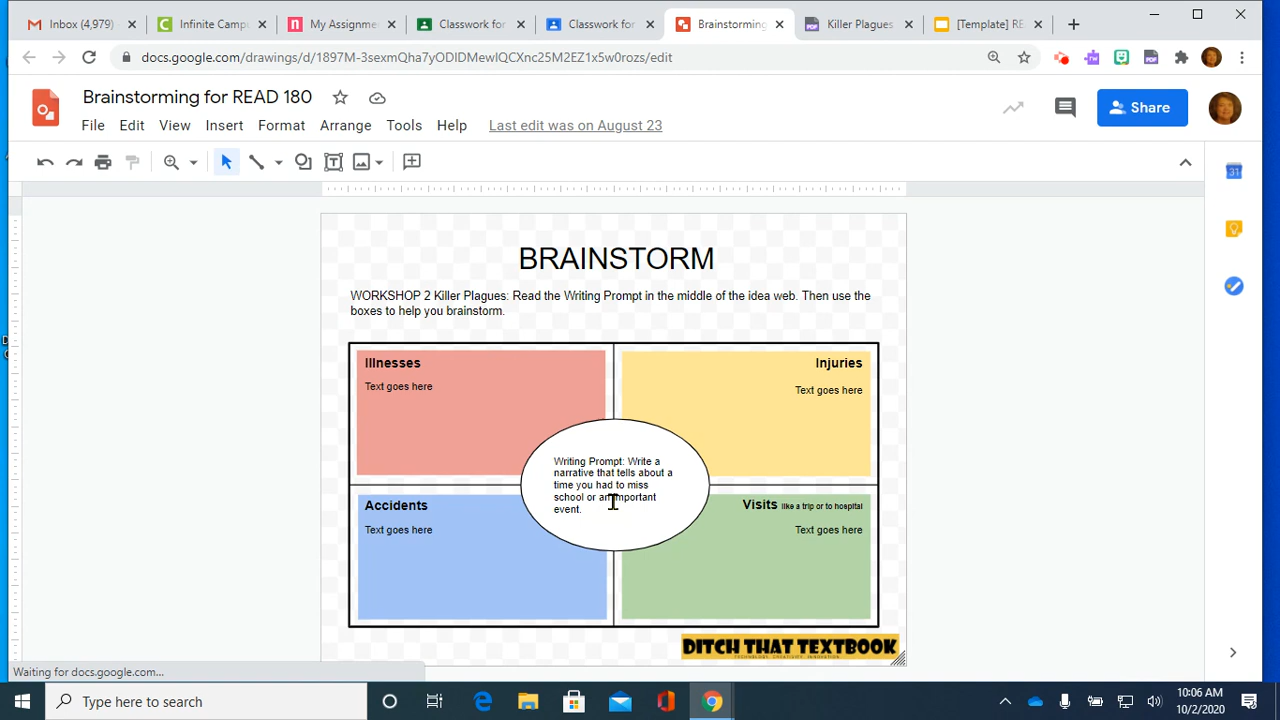 Inbox (4,979)
Infinite Camp
My Assignme
Classwork fo
Classwork for
Brainstorming
Killer Plagues.
[Template] RE
docs.google.com/drawings/d/1897M-3sexmOha7yODlDMewIOCXnc25M2EZ1x5w0rozs/edit
Brainstorming for READ 180
File Edit View Insert Format Arrange Tools Help Last edit was on August 23
Share
31
BRAINSTORM
WORKSHOP 2 Killer Plagues: Read the Writing Prompt in the middle of the idea web. Then use the
boxes to help you brainstorm.
Illnesses
Text goes here
Injuries
Text goes here
Writing Prompt: Write a
narrative that tells about a
time you had to miss
school or an important
event.
Accidents
Text goes here
Visits like a trip or to hospital
Text goes here
DITCH THAT TEXTBOOK
TECHNOLOGY. CREATIVITY. INNOVATION.
Waiting for docs.google.com...
Type here to search
10:06 AM
10/2/2020